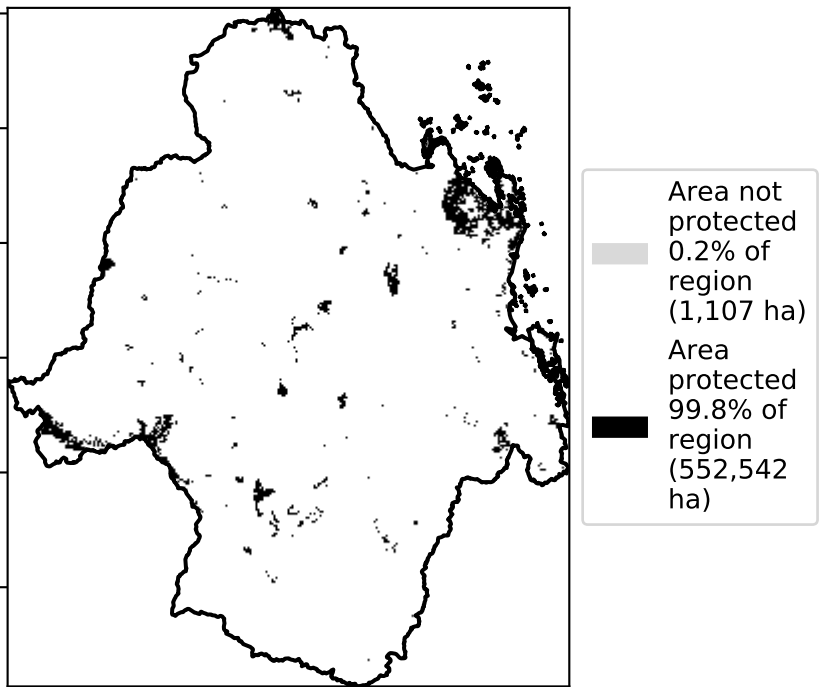 Area not
protected
0.2% of
region
(1,107 ha)
Area
protected
99.8% of
region
(552,542
ha)